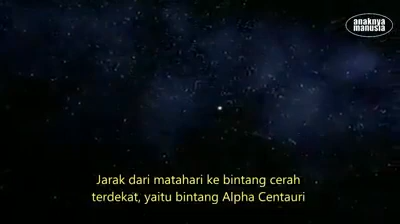 anaknya
manusia
Jarak dari matahari ke bintang cerah
terdekat, yaitu bintang Alpha Centauri